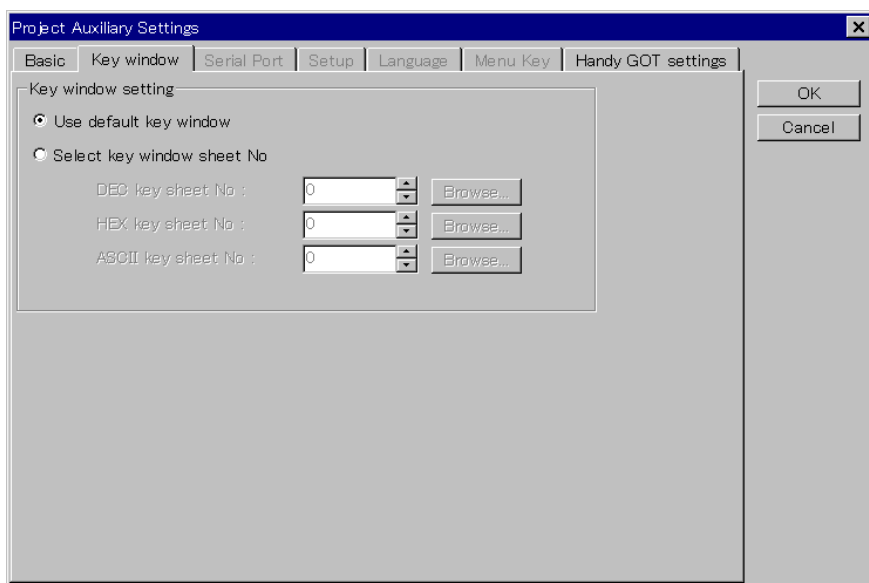 Project Auxiliary Settings
Basic Key window Serial Port Setup Language Menu Key Handy GOT settings
Key window setting
OK
Use default key window
Cancel
Select key window sheet No
DEC key sheet No : 0 Browse...
HEX key sheet No : 0 Browse...
ASCII key sheet No : 0 Browse...